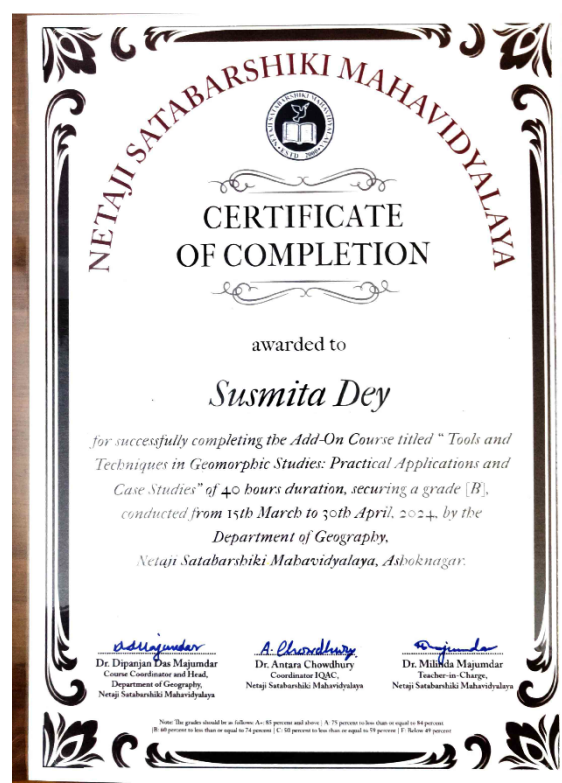 NETAJI SATABARSHIKI MAHAVIDYALAYA
CERTIFICATE
OF COMPLETION
awarded to
Susmita Dey
for successfully completing the Add-On Course titled " Tools and
Techniques in Geomorphic Studies: Practical Applications and
Case Studies" of 40 hours duration, securing a grade [B],
conducted from 15th March to 30th April, 2024, by the
Department of Geography,
Netaji Satabarshiki Mahavidyalaya, Ashoknagar.
A. Chowdhury
Dr. Dipanjan Das Majumdar
Course Coordinator and Head,
Department of Geography,
Netaji Satabarshiki Mahavidyalaya
Dr. Antara Chowdhury
Coordinator IQAC,
Netaji Satabarshiki Mahavidyalaya
Dr. Milinda Majumdar
Teacher-in-Charge,
Netaji Satabarshiki Mahavidyalaya
Note: The grades should be as follows: A+: 85 percent and above | A: 75 percent to less than or equal to 84 percent
|B: 60 percent to less than or equal to 74 percent | C: 50 percent to less than or equal to 59 percent | F: Below 49 percent